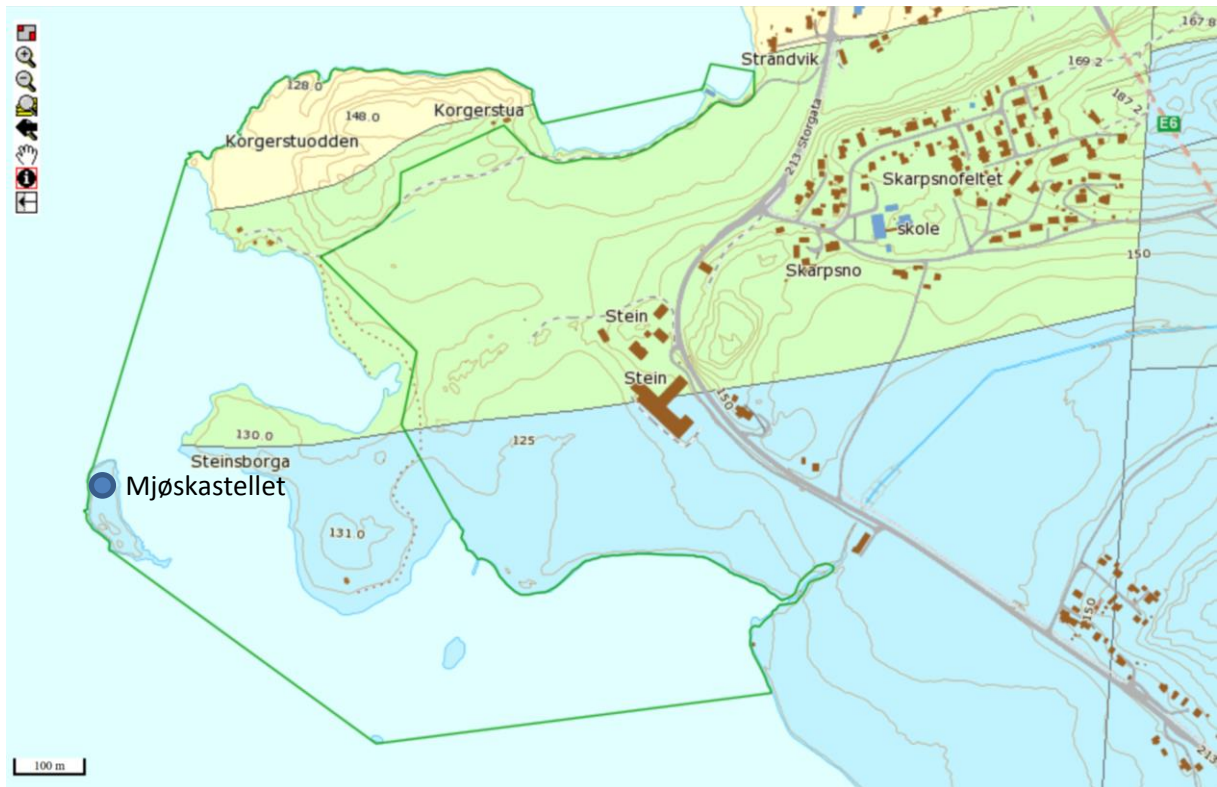 167.8
Strandvik
169.2
128.0
187.2
148.0
Korgerstua
E6
Korgerstuodden
213 Storgata
Skarpsnofeltet
skole
150
Skarpsno
Stein
Stein
150
130.0
125
Steinsborga
Mjøskastellet
131.0
150
100 m
213